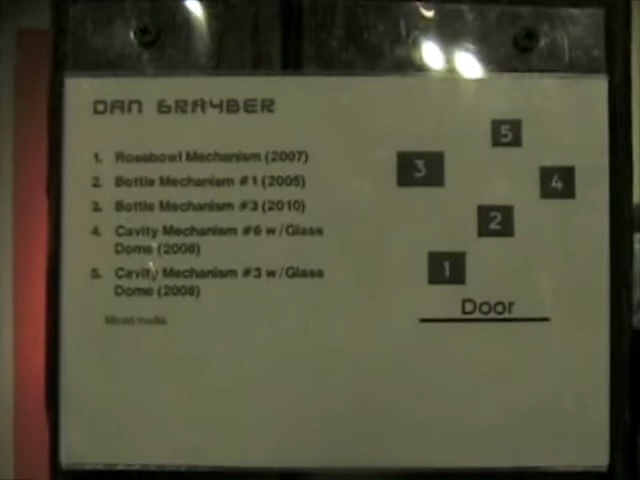 DAN GRAYBER
1. Rosebowl Mechanism (2007)
2. Bottle Mechanism #1 (2005)
3. Bottle Mechanism #3 (2010)
4. Cavity Mechanism #6 w/Glass
Dome (2008)
5. Cavity Mechanism #3 w/Glass
Dome (2008)
Mixed media
5
3
4
2
1
Door